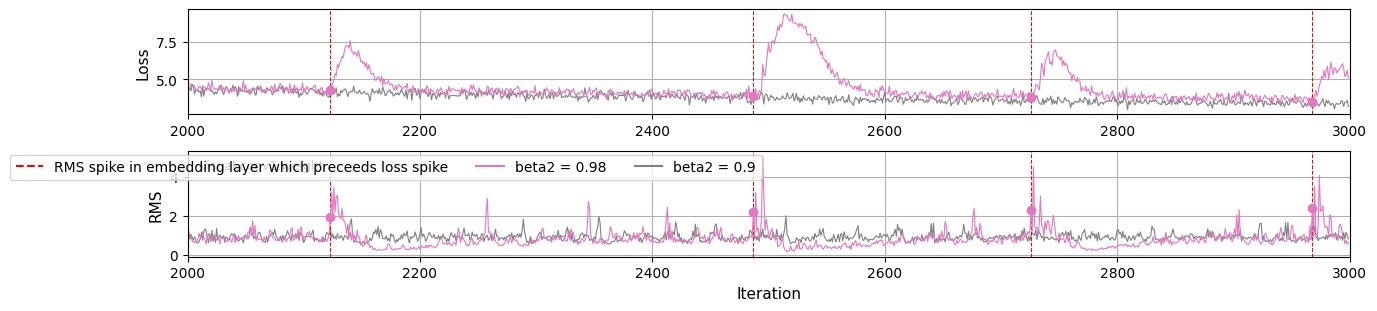 Loss
7.5
5.0
2000
2200
2400
2600
2800
3000
RMS spike in embedding layer which preceeds loss spike
beta2 = 0.98
beta2 = 0.9
RMS
4
2
0
2000
2200
2400
2600
2800
3000
Iteration